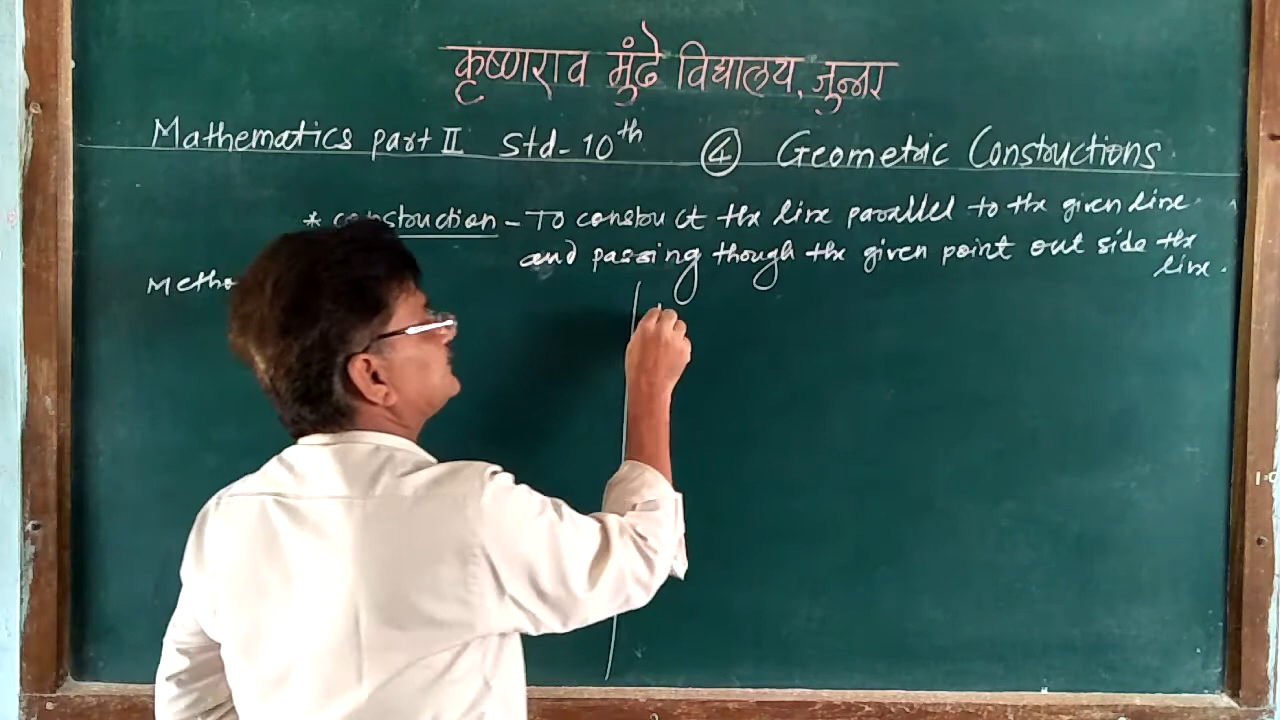 कृष्णराव मुंढे विद्यालय, जुन्नर
Mathematics part II Std-10th ④ Geometric Constuctions
* construction - To construct the line parallel to the given line
and passing though the given point out side the
line.